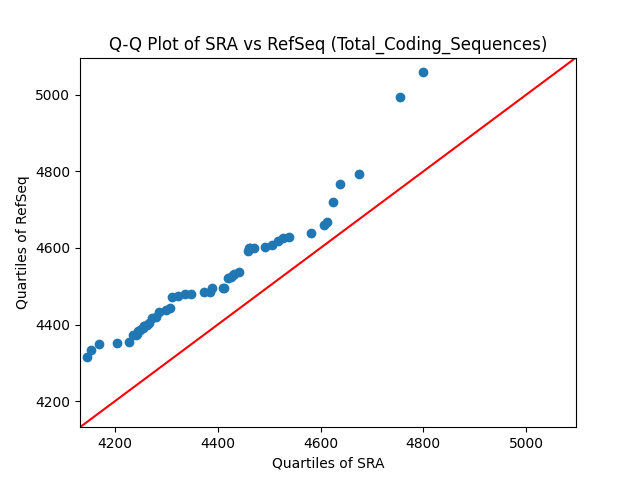 Q-Q Plot of SRA vs RefSeq (Total_Coding_Sequences)
5000
4800
4600
4400
4200
Quartiles of RefSeq
4200 4400 4600 4800 5000
Quartiles of SRA